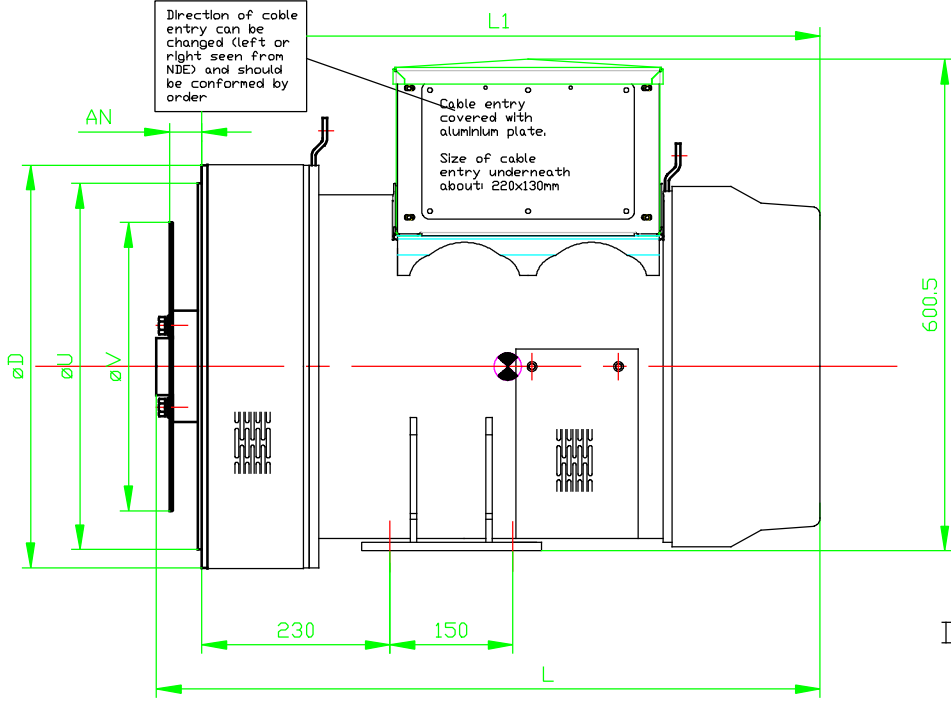 Direction of cable
entry can be
changed (left or
right seen from
NDE) and should
be conformed by
order
L1
AN
Cable entry
covered with
aluminium plate.
Size of cable
entry underneath
about: 220x130mm
600.5
øD
øU
øV
230
150
L